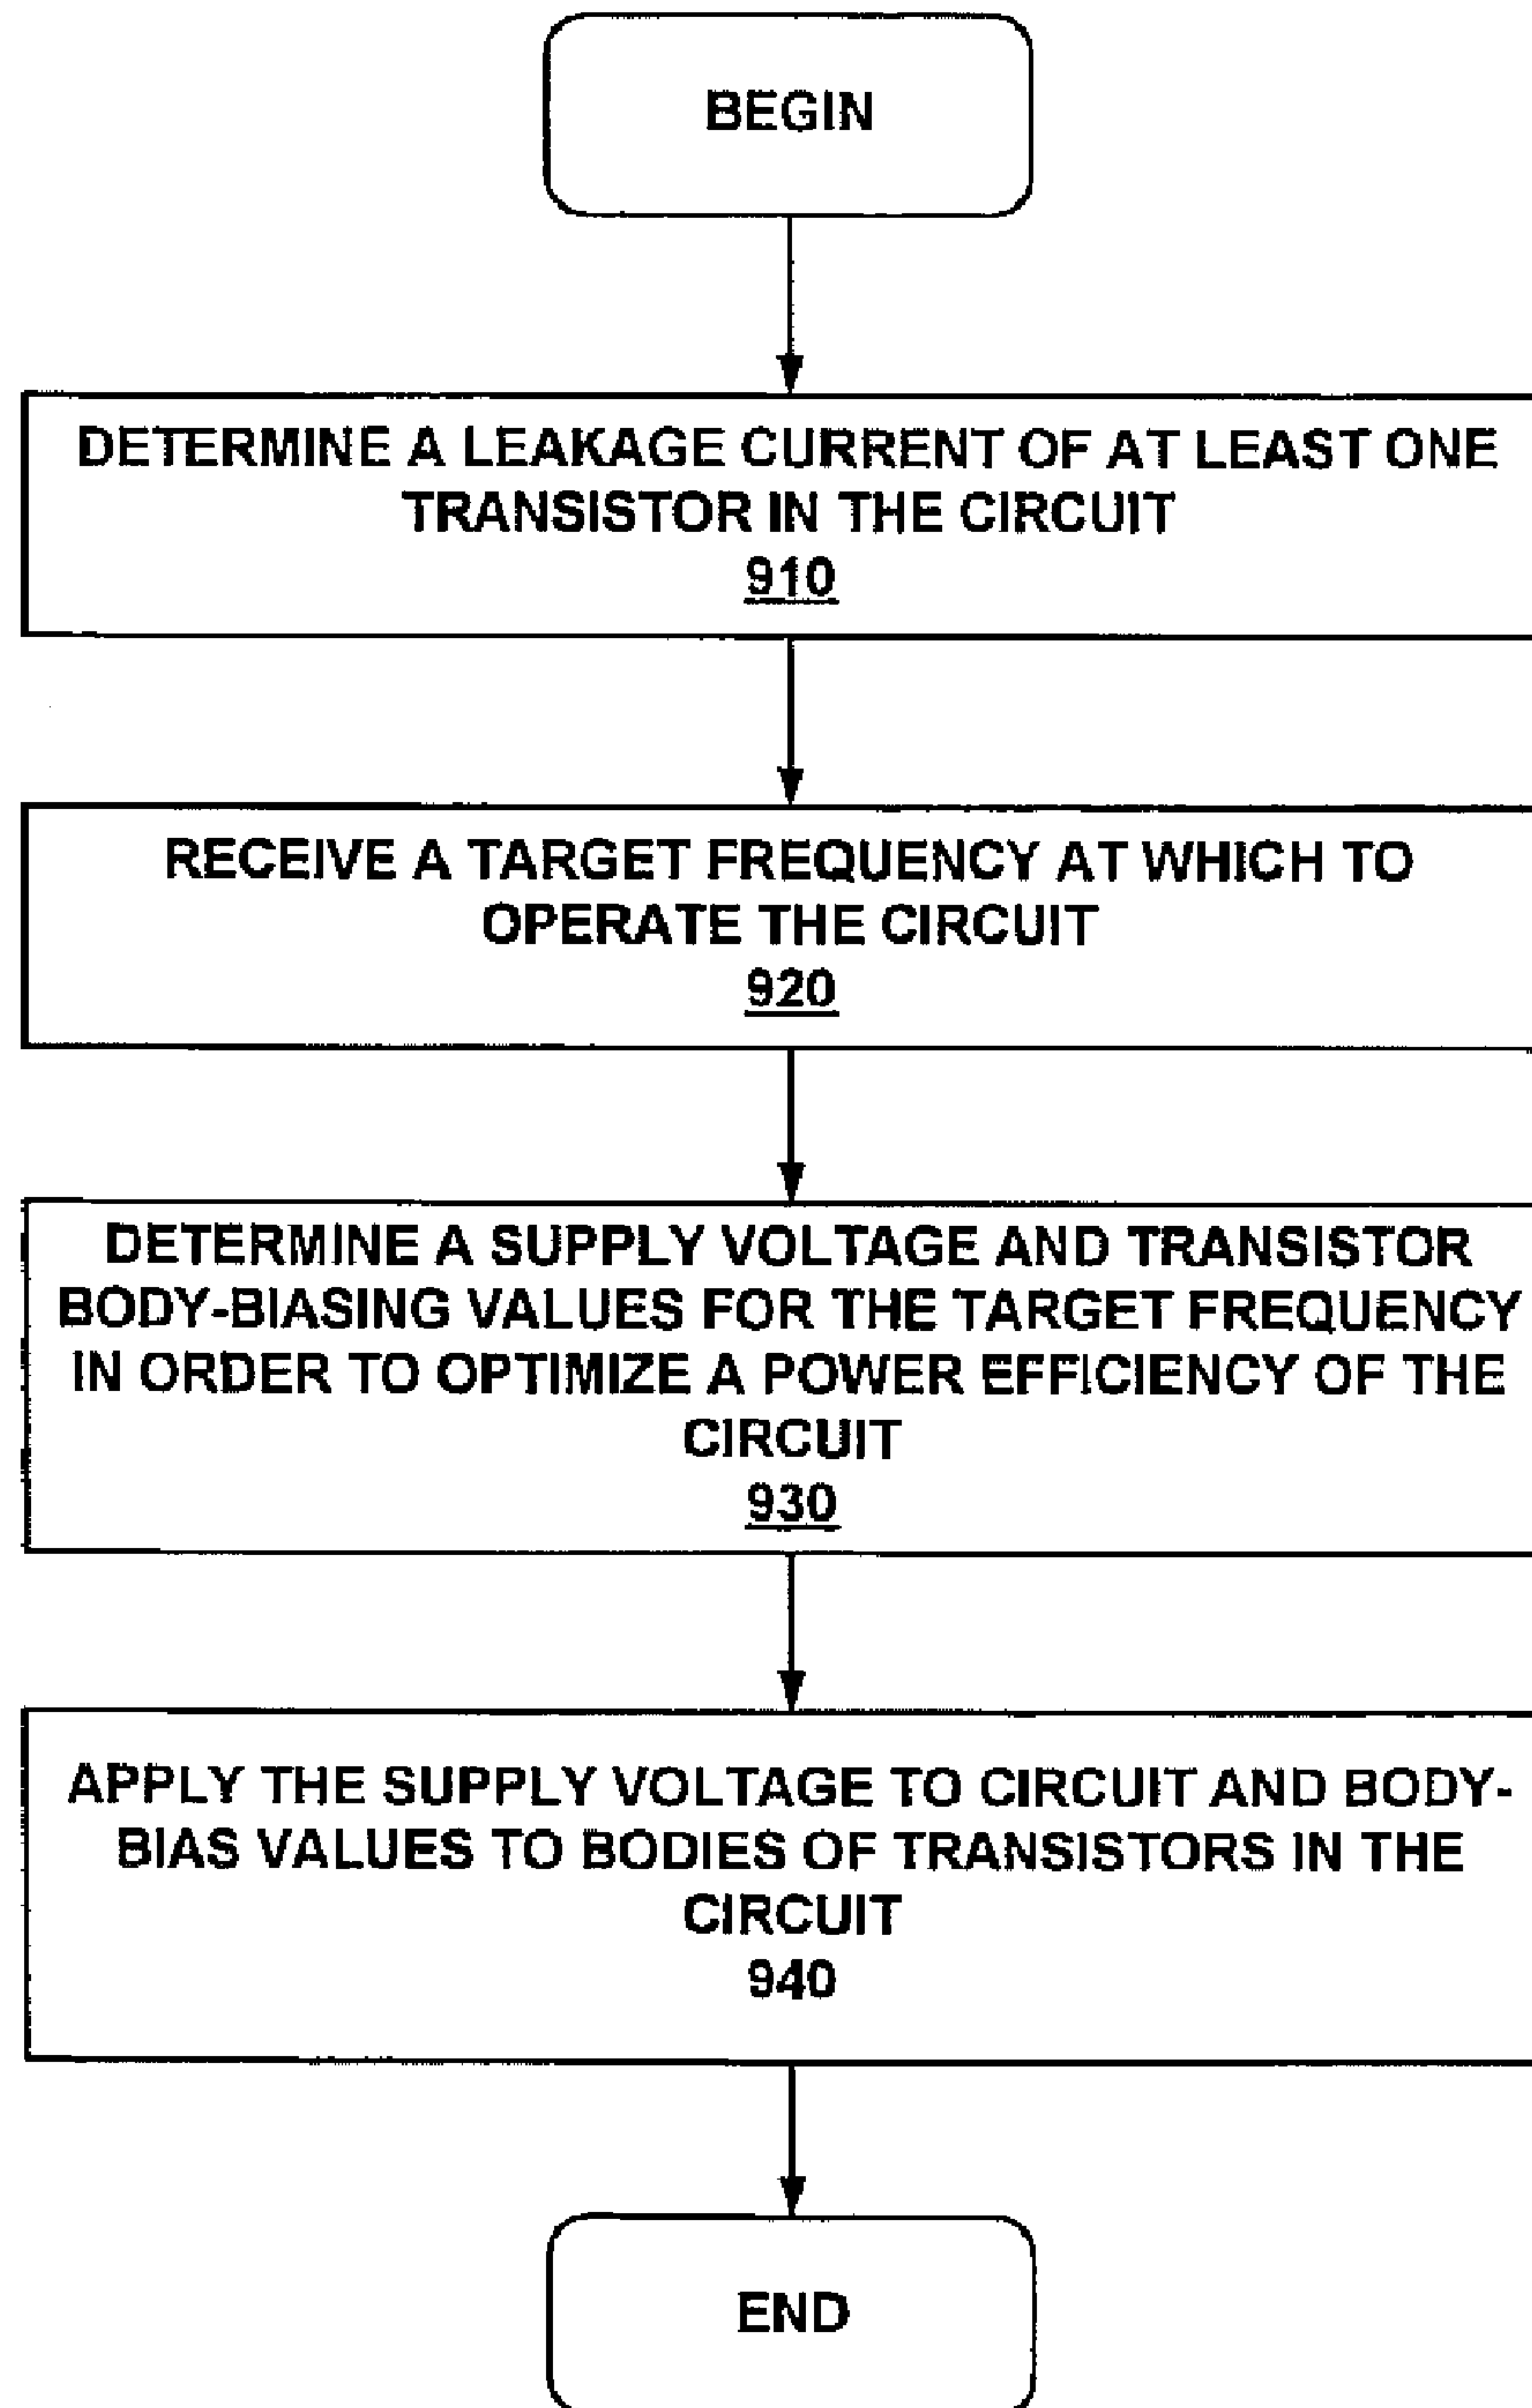 BEGIN
DETERMINE A LEAKAGE CURRENT OF AT LEAST ONE
TRANSISTOR IN THE CIRCUIT
910
RECEIVE A TARGET FREQUENCY AT WHICH TO
OPERATE THE CIRCUIT
920
DETERMINE A SUPPLY VOLTAGE AND TRANSISTOR
BODY-BIASING VALUES FOR THE TARGET FREQUENCY
IN ORDER TO OPTIMIZE A POWER EFFICIENCY OF THE
CIRCUIT
930
APPLY THE SUPPLY VOLTAGE TO CIRCUIT AND BODY-
BIAS VALUES TO BODIES OF TRANSISTORS IN THE
CIRCUIT
940
END